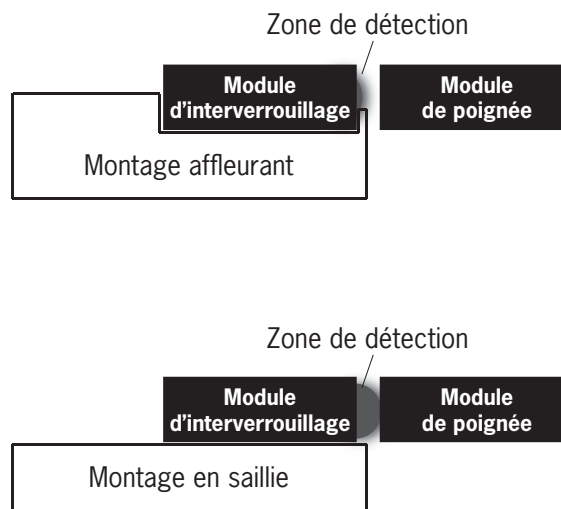 Zone de détection
Module
d'interverrouillage
Module
de poignée
Montage affleurant
Zone de détection
Module
d'interverrouillage
Module
de poignée
Montage en saillie